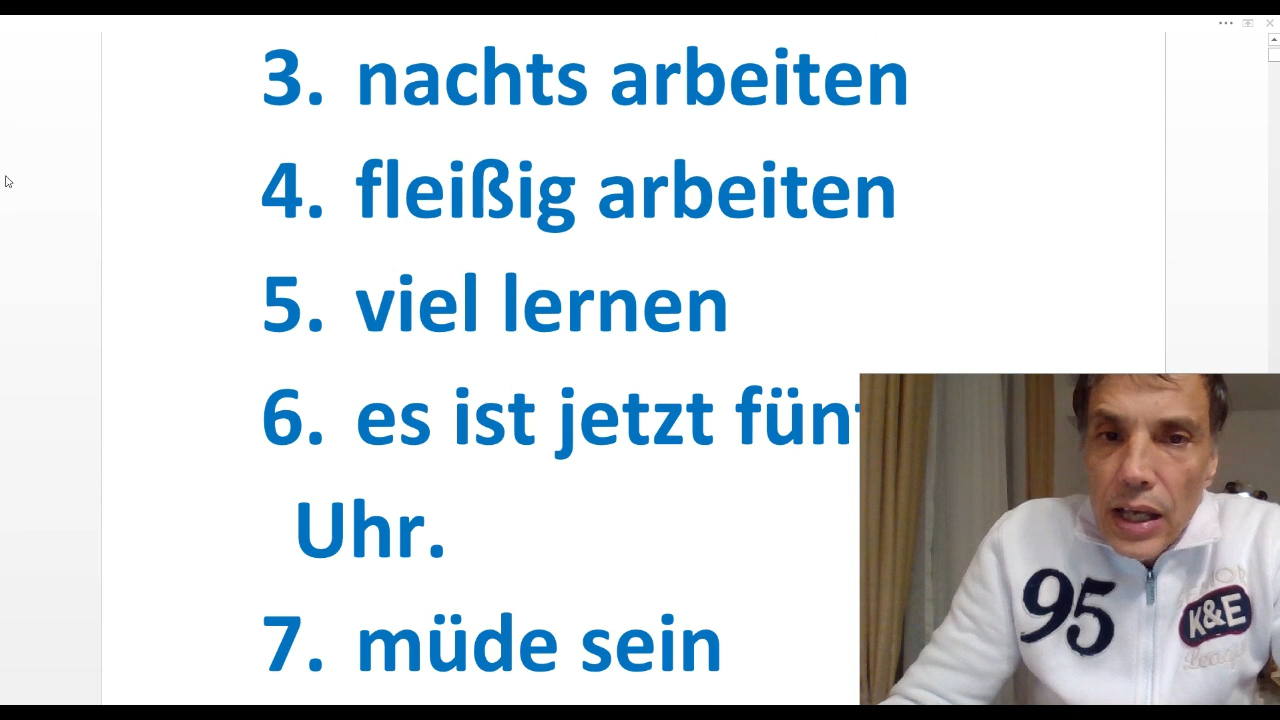 3. nachts arbeiten
4. fleißig arbeiten
5. viel lernen
6. es ist jetzt
Uhr.
7. müde sein
95
K&E